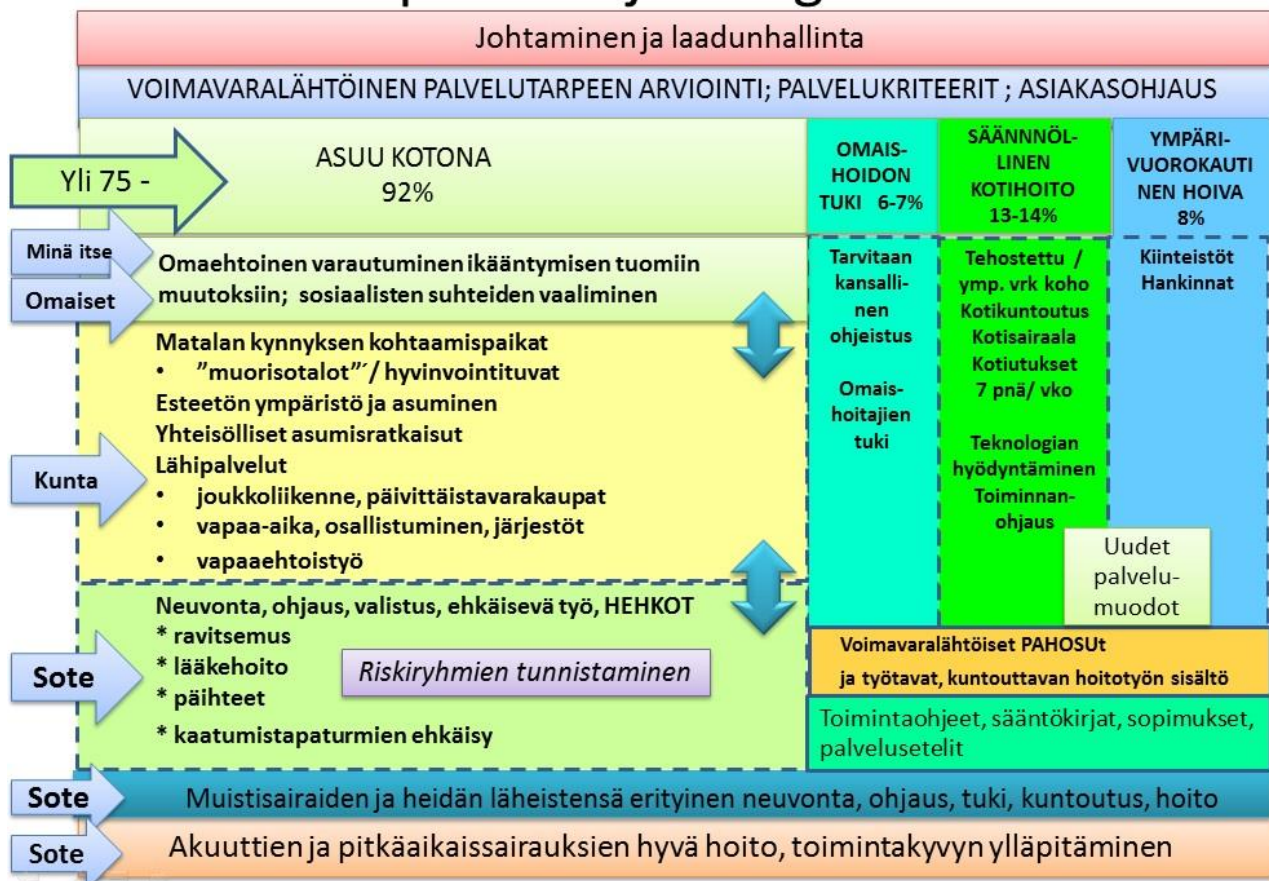 Johtaminen ja laadunhallinta
VOIMAVARALÄHTÖINEN PALVELUTARPEEN ARVIOINTI; PALVELUKRITEERIT ; ASIAKASOHJAUS
Yli 75 -
ASUU KOTONA
92%
OMAIS-
HOIDON
TUKI 6-7%
SÄÄNNNÖL-
LINEN
KOTIHOITO
13-14%
YMPÄRI-
VUOROKAUTI
NEN HOIVA
8%
Minä itse
Omaiset
Omaehtoinen varautuminen ikääntymisen tuomiin
muutoksiin; sosiaalisten suhteiden vaaliminen
Kunta
Matalan kynnyksen kohtaamispaikat
• ”muorisotalot”´/ hyvinvointituvat
Esteetön ympäristö ja asuminen
Yhteisölliset asumisratkaisut
Lähipalvelut
• joukkoliikenne, päivittäistavarakaupat
• vapaa-aika, osallistuminen, järjestöt
• vapaaehtoistyö
Tarvitaan
kansalli-
nen
ohjeistus
Omais-
hoitajien
tuki
Tehostettu /
ymp. vrk koho
Kotikuntoutus
Kotisairaala
Kotiutukset
7 pnä/ vko
Teknologian
hyödyntäminen
Toiminnan-
ohjaus
Kiinteistöt
Hankinnat
Uudet
palvelu-
muodot
Sote
Neuvonta, ohjaus, valistus, ehkäisevä työ, HEHKOT
* ravitsemus
* lääkehoito
* päihteet
* kaatumistapaturmien ehkäisy
Riskiryhmien tunnistaminen
Voimavaralähtöiset PAHOSUt
ja työtavat, kuntouttavan hoitotyön sisältö
Toimintaohjeet, sääntökirjat, sopimukset,
palvelusetelit
Sote
Muistisairaiden ja heidän läheistensä erityinen neuvonta, ohjaus, tuki, kuntoutus, hoito
Sote
Akuuttien ja pitkäaikaissairauksien hyvä hoito, toimintakyvyn ylläpitäminen